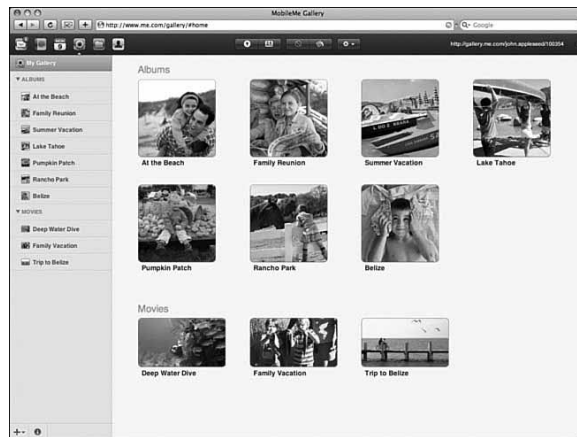 MobileMe Gallery
http://www.me.com/gallery/#home
Google
http://gallery.me.com/john.appleseed/100354
My Gallery
ALBUMS
At the Beach
Family Reunion
Summer Vacation
Lake Tahoe
Pumpkin Patch
Rancho Park
Belize
MOVIES
Deep Water Dive
Family Vacation
Trip to Belize
Albums
At the Beach
Family Reunion
Summer Vacation
Lake Tahoe
Pumpkin Patch
Rancho Park
Belize
Movies
Deep Water Dive
Family Vacation
Trip to Belize